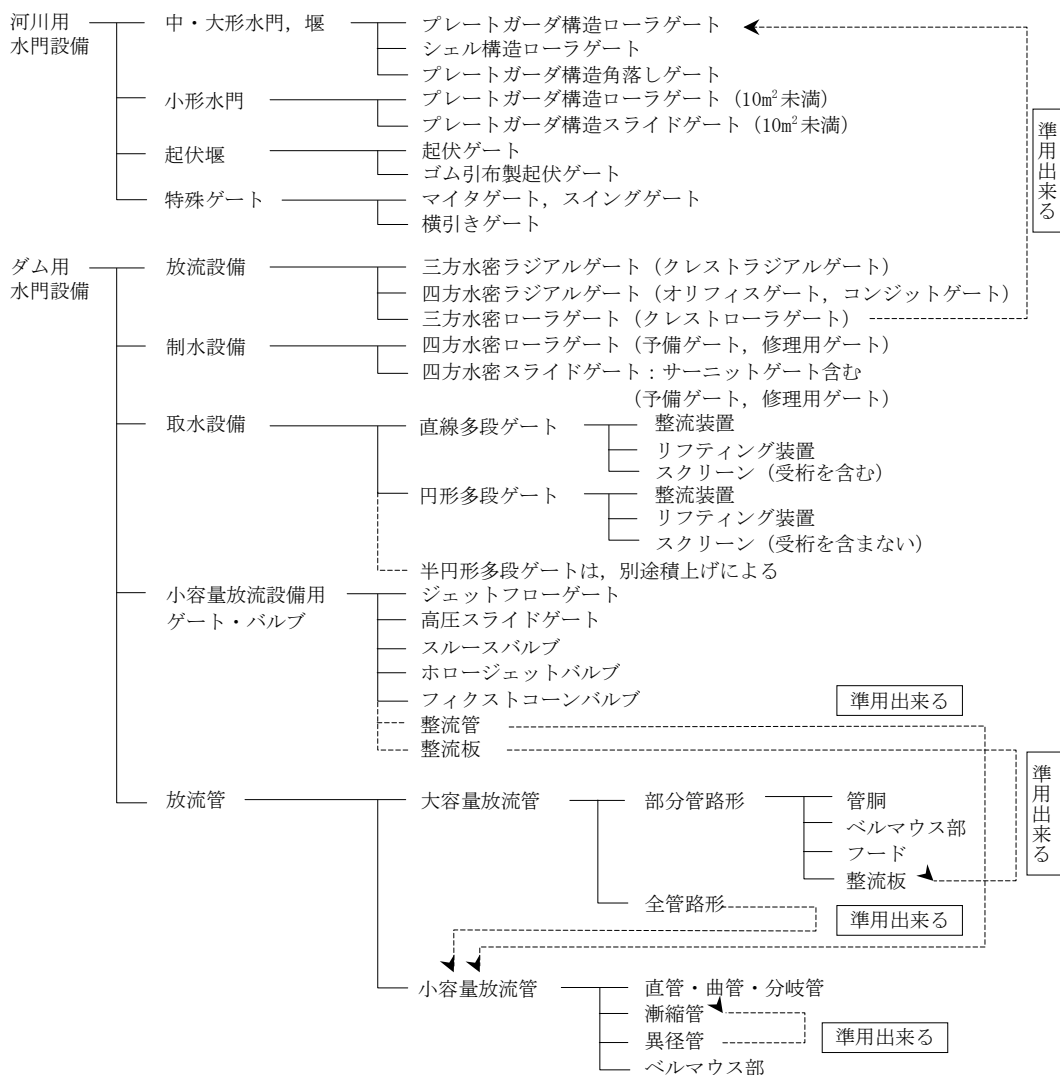 河川用
水門設備
中・大形水門，堰
プレートガーダ構造ローラゲート
シェル構造ローラゲート
プレートガーダ構造角落しゲート
小形水門
プレートガーダ構造ローラゲート（10m²未満）
プレートガーダ構造スライドゲート（10m²未満）
起伏堰
起伏ゲート
ゴム引布製起伏ゲート
特殊ゲート
マイタゲート，スイングゲート
横引きゲート
準用出来る
ダム用
水門設備
放流設備
三方水密ラジアルゲート（クレストラジアルゲート）
四方水密ラジアルゲート（オリフィスゲート，コンジットゲート）
三方水密ローラゲート（クレストローラゲート）
制水設備
四方水密ローラゲート（予備ゲート，修理用ゲート）
四方水密スライドゲート：サーニットゲート含む
（予備ゲート，修理用ゲート）
取水設備
直線多段ゲート
整流装置
リフティング装置
スクリーン（受桁を含む）
円形多段ゲート
整流装置
リフティング装置
スクリーン（受桁を含まない）
半円形多段ゲートは，別途積上げによる
小容量放流設備用
ゲート・バルブ
ジェットフローゲート
高圧スライドゲート
スルースバルブ
ホロージェットバルブ
フィクストコーンバルブ
準用出来る
整流管
整流板
準用出来る
放流管
大容量放流管
部分管路形
管胴
ベルマウス部
フード
整流板
全管路形
準用出来る
小容量放流管
直管・曲管・分岐管
漸縮管
異径管
準用出来る
ベルマウス部